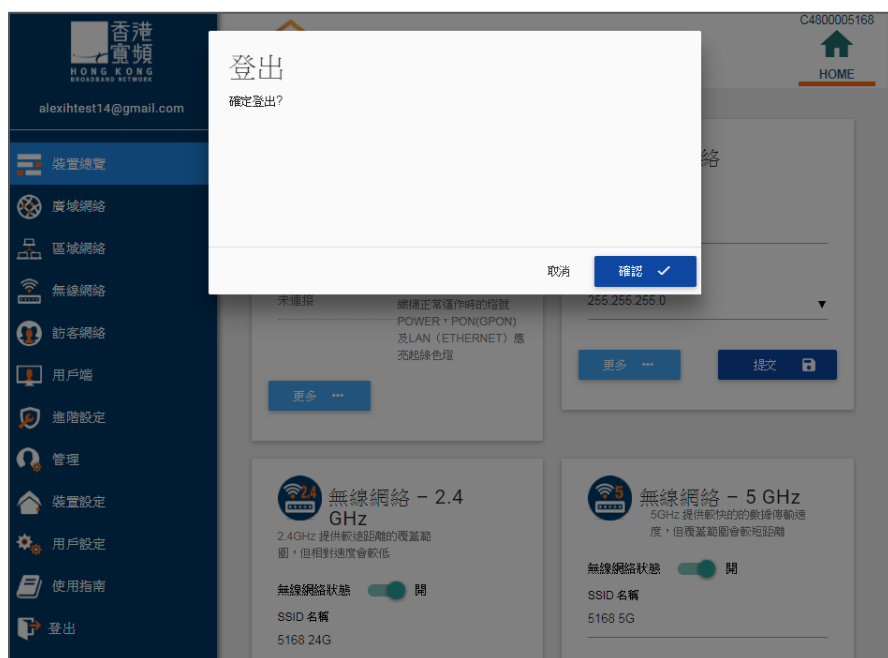 C4800005168
HOME
香港
寬頻
HONG KONG
BROADBAND NETWORK
alexihtest14@gmail.com
裝置總覽
廣域網絡
區域網絡
無線網絡
訪客網絡
用戶端
進階設定
管理
裝置設定
用戶設定
使用指南
登出
登出
確定登出?
取消
確認
絡
未連接
纜機正常運作時的指號
POWER,PON(GPON)
及LAN(ETHERNET)應
亮起綠色燈
更多 ...
255.255.255.0
更多 ...
提交
2.4
無線網絡 – 2.4
GHz
2.4GHz 提供較遠距離的覆蓋範
圍,但相對速度會較低
無線網絡狀態 開
SSID 名稱
5168 24G
5
無線網絡 – 5 GHz
5GHz 提供較快的的數據傳輸速
度,但覆蓋範圍會較短距離
無線網絡狀態 開
SSID 名稱
5168 5G